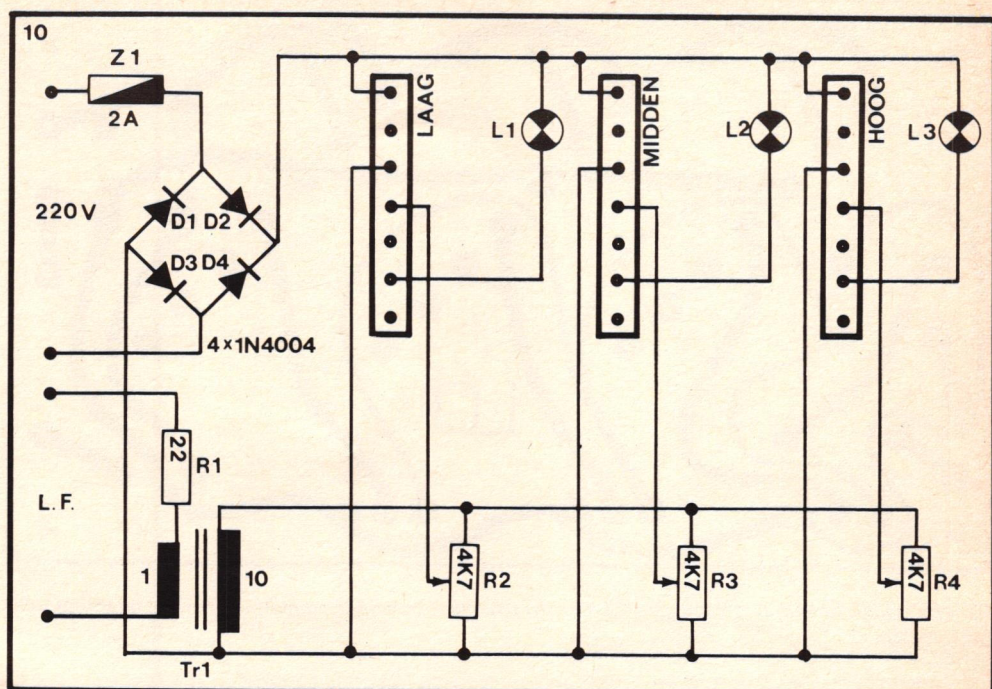 10
Z1
2A
220V
D1 D2
D3 D4
4×1N4004
LAAG
L1
MIDDEN
L2
HOOG
L3
22
R1
L.F.
1
10
Tr1
4K7
R2
4K7
R3
4K7
R4